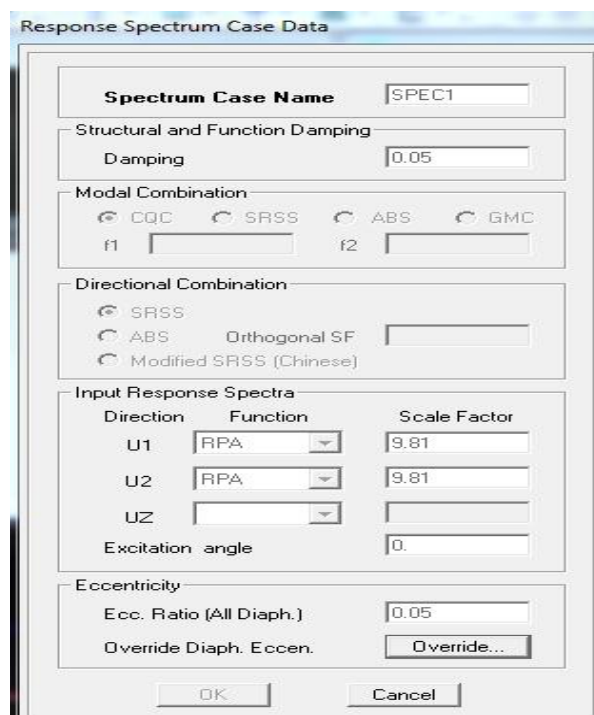 Response Spectrum Case Data
Spectrum Case Name SPEC1
Structural and Function Damping
Damping 0.05
Modal Combination
CQC SRSS ABS GMC
f1 f2
Directional Combination
SRSS
ABS Orthogonal SF
Modified SRSS (Chinese)
Input Response Spectra
Direction Function Scale Factor
U1 RPA 9.81
U2 RPA 9.81
UZ
Excitation angle 0.
Eccentricity
Ecc. Ratio (All Diaph.) 0.05
Override Diaph. Eccen. Override...
OK Cancel